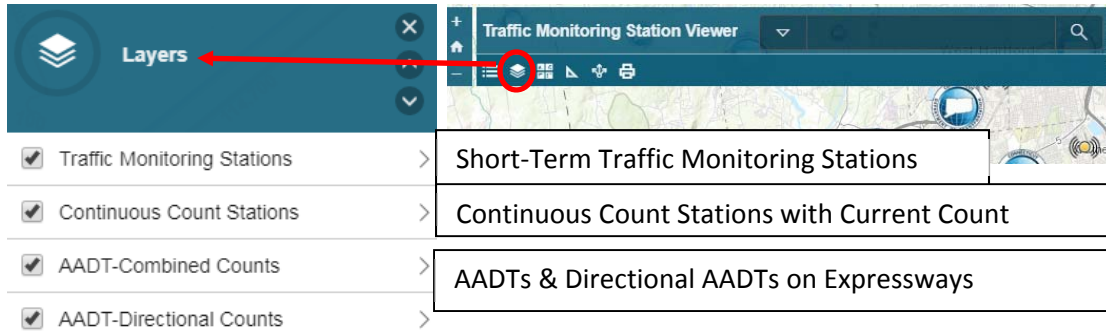 Layers
Traffic Monitoring Station Viewer
Traffic Monitoring Stations
Short-Term Traffic Monitoring Stations
Continuous Count Stations
Continuous Count Stations with Current Count
AADT-Combined Counts
AADTs & Directional AADTs on Expressways
AADT-Directional Counts